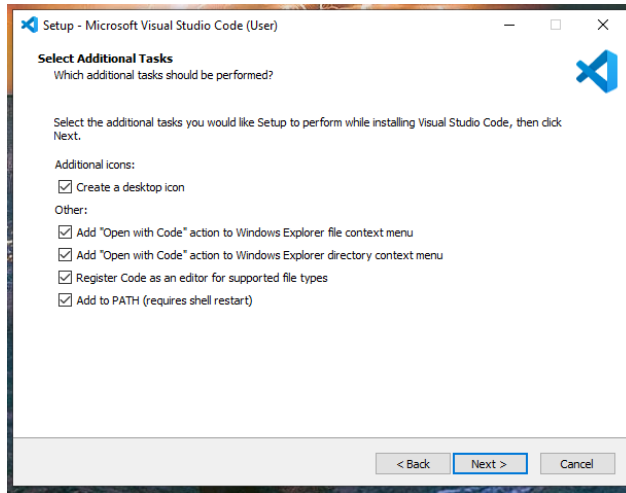 Setup - Microsoft Visual Studio Code (User)
Select Additional Tasks
Which additional tasks should be performed?
Select the additional tasks you would like Setup to perform while installing Visual Studio Code, then click
Next.
Additional icons:
Create a desktop icon
Other:
Add "Open with Code" action to Windows Explorer file context menu
Add "Open with Code" action to Windows Explorer directory context menu
Register Code as an editor for supported file types
Add to PATH (requires shell restart)
< Back Next > Cancel